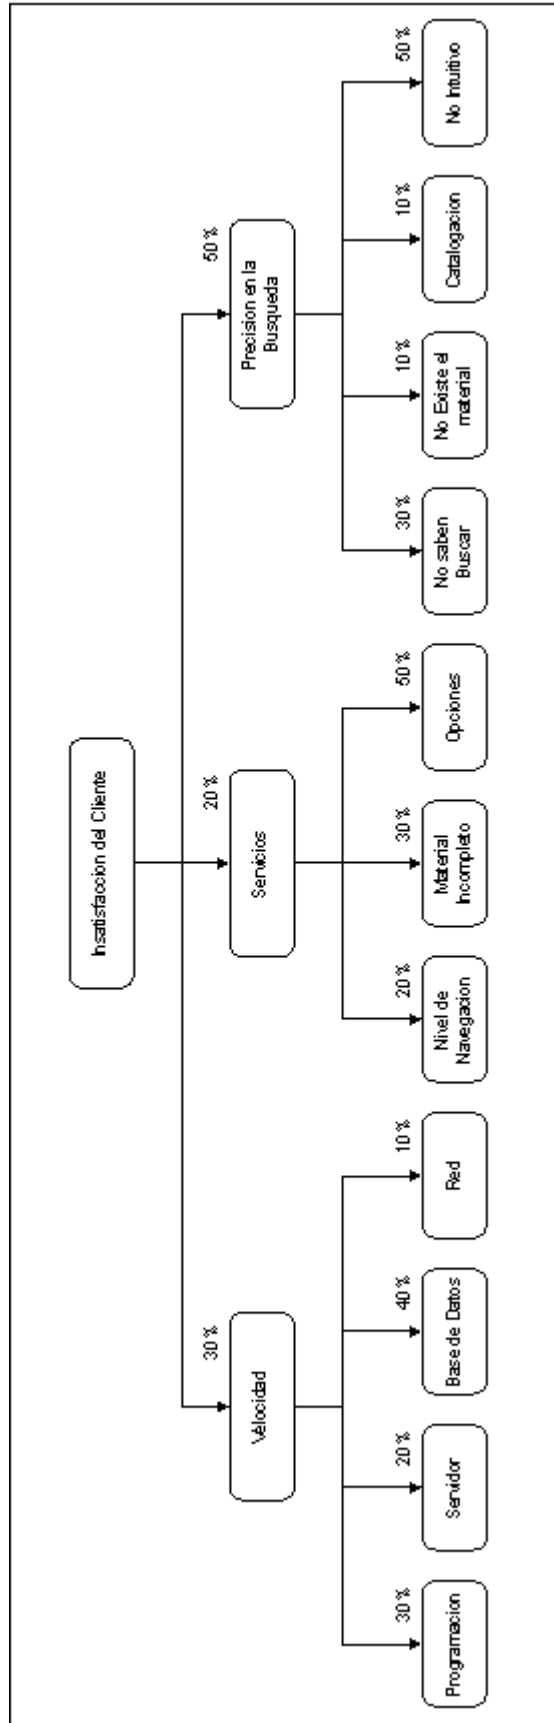 Insatisfaccion del Cliente
30%
Velocidad
20%
Servicios
50%
Precision en la
Busqueda
30%
Programacion
20%
Servidor
40%
Base de Datos
10%
Red
20%
Nivel de
Navegacion
30%
Material
Incompleto
50%
Opciones
30%
No saben
Buscar
10%
No Existe el
material
10%
Catalogacion
50%
No Intuitivo